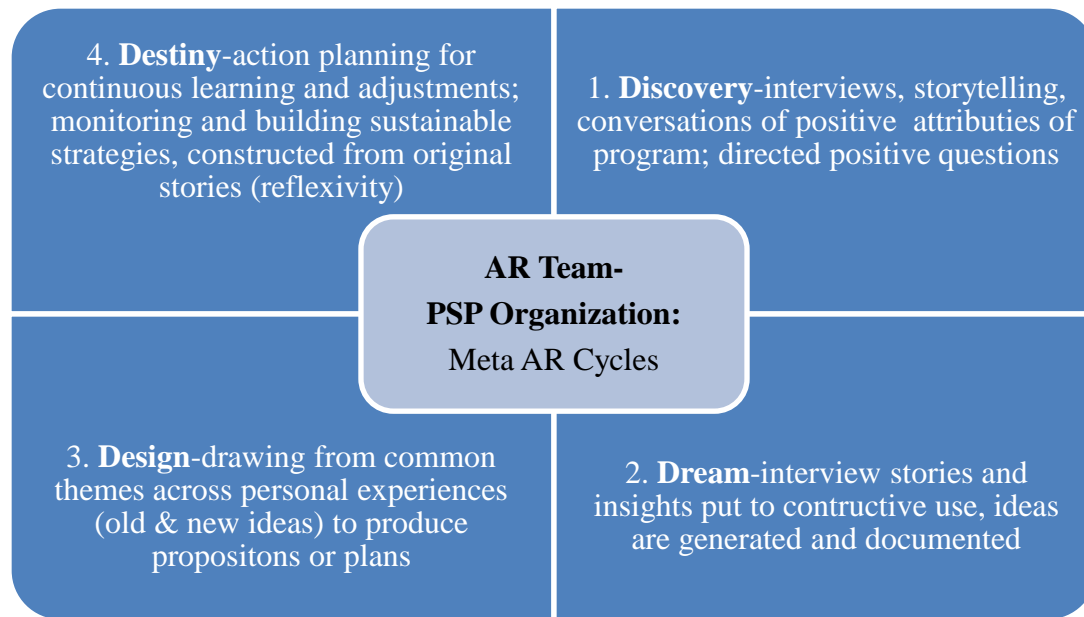 4. Destiny-action planning for
continuous learning and adjustments;
monitoring and building sustainable
strategies, constructed from original
stories (reflexivity)
1. Discovery-interviews, storytelling,
conversations of positive attributies of
program; directed positive questions
AR Team-
PSP Organization:
Meta AR Cycles
3. Design-drawing from common
themes across personal experiences
(old & new ideas) to produce
propositons or plans
2. Dream-interview stories and
insights put to contructive use, ideas
are generated and documented